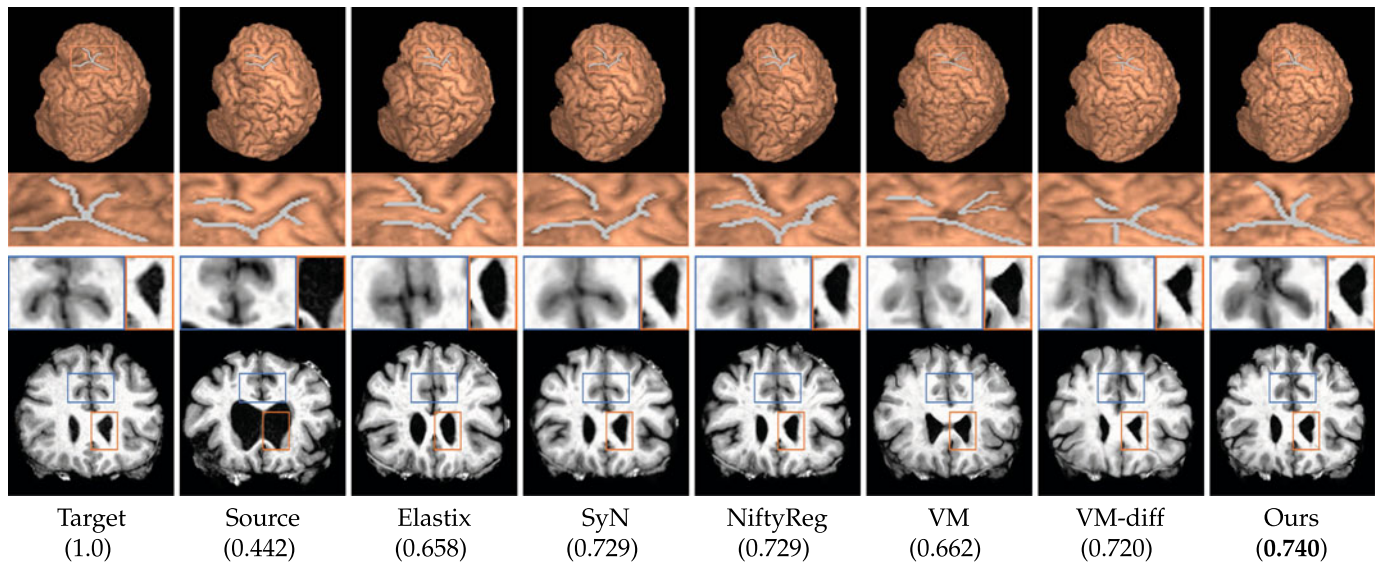 Target Source Elastix SyN NiftyReg VM VM-diff Ours
(1.0) (0.442) (0.658) (0.729) (0.729) (0.662) (0.720) (0.740)